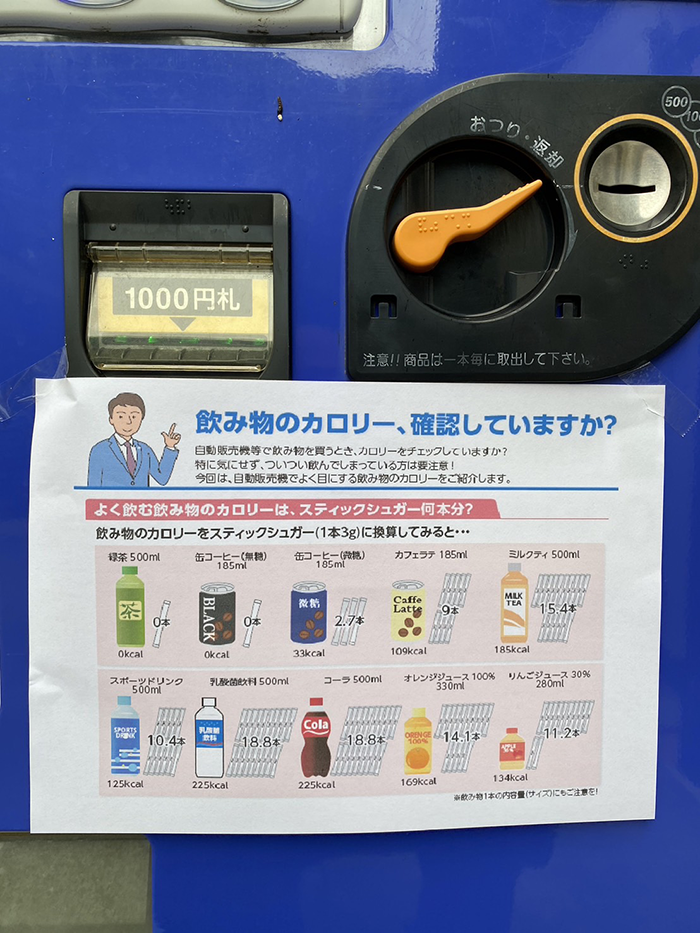 500
おつり・返却
1000円札
注意!! 商品は一本毎に取出して下さい。
飲み物のカロリー、確認していますか?
自動販売機等で飲み物を買うとき、カロリーをチェックしていますか?
特に気にせず、ついつい飲んでしまっている方は要注意!
今回は、自動販売機でよく目にする飲み物のカロリーをご紹介します。
よく飲む飲み物のカロリーは、スティックシュガー何本分?
飲み物のカロリーをスティックシュガー(1本3g)に換算してみると・・・
緑茶 500ml
茶
0本
0kcal
缶コーヒー(無糖)
185ml
BLACK
0本
0kcal
缶コーヒー(微糖)
185ml
微糖
2.7本
33kcal
カフェラテ 185ml
Caffe
Latte
9本
109kcal
ミルクティ 500ml
MILK
TEA
15.4本
185kcal
スポーツドリンク
500ml
SPORTS
DRINK
10.4本
125kcal
乳酸菌飲料 500ml
乳酸菌
飲料
18.8本
225kcal
コーラ 500ml
Cola
18.8本
225kcal
オレンジジュース 100%
330ml
ORENGE
100%
14.1本
169kcal
りんごジュース 30%
280ml
APPLE
30%
11.2本
134kcal
※飲み物1本の内容量(サイズ)にもご注意を!